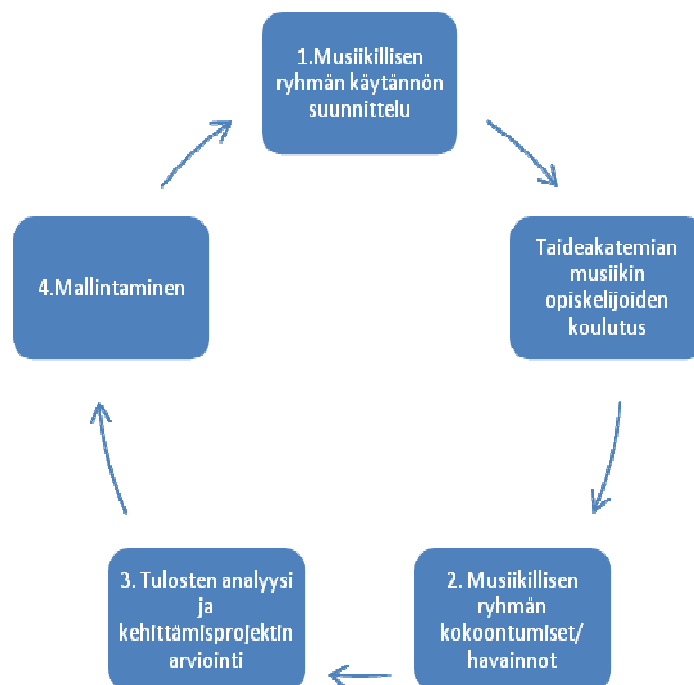 1.Musiikillisen
ryhmän käytännön
suunnittelu
Taideakatemian
musiikin
opiskelijoiden
koulutus
2. Musiikillisen
ryhmän
kokoontumiset/
havainnot
3. Tulosten analyysi
ja
kehittämisprojektin
arviointi
4.Mallintaminen